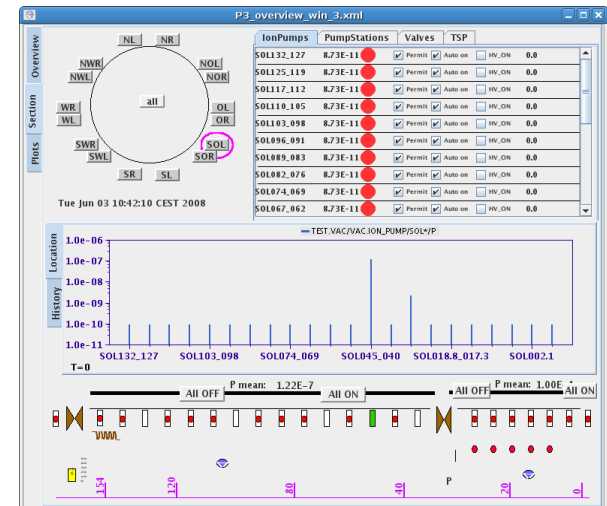 P3_overview_win_3.xml
Overview
Section
Plots
NL NR
NWR NOL
NWL NOR
all
WR OL
WL OR
SWR SOL
SWL SOR
SR SL
Tue Jun 03 10:42:10 CEST 2008
IonPumps PumpStations Valves TSP
SOL132_127 8.73E-11 Permit Auto on HV_ON 0.0
SOL125_119 8.73E-11 Permit Auto on HV_ON 0.0
SOL117_112 8.73E-11 Permit Auto on HV_ON 0.0
SOL110_105 8.73E-11 Permit Auto on HV_ON 0.0
SOL103_098 8.73E-11 Permit Auto on HV_ON 0.0
SOL096_091 8.73E-11 Permit Auto on HV_ON 0.0
SOL089_083 8.73E-11 Permit Auto on HV_ON 0.0
SOL082_076 8.73E-11 Permit Auto on HV_ON 0.0
SOL074_069 8.73E-11 Permit Auto on HV_ON 0.0
SOL067_062 8.73E-11 Permit Auto on HV_ON 0.0
Location
History
TEST.VAC/VAC.ION_PUMP/SOL*/P
1.0e-06
1.0e-07
1.0e-08
1.0e-09
1.0e-10
1.0e-11
SOL132_127 SOL103_098 SOL074_069 SOL045_040 SOL018.8_017.3 SOL002.1
T=0
All OFF P mean: 1.22E-7 All ON
All OFF P mean: 1.00E All ON
P
154 120 80 40 20 0